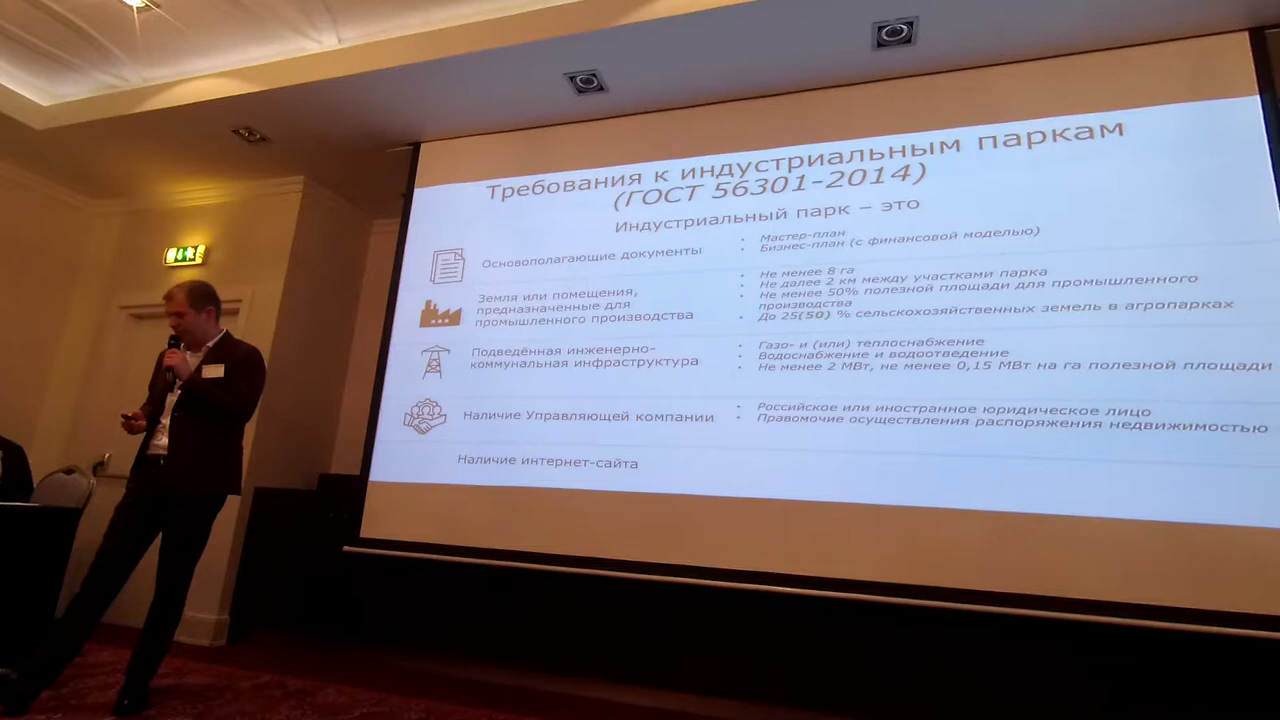 Требования к индустриальным паркам
(ГОСТ 56301-2014)
Индустриальный парк – это
Основополагающие документы
• Мастер-план
• Бизнес-план (с финансовой моделью)
Земля или помещения,
предназначенные для
промышленного производства
• Не менее 8 га
• Не далее 2 км между участками парка
• Не менее 50% полезной площади для промышленного
производства
• До 25(50) % сельскохозяйственных земель в агропарках
Подведённая инженерно-
коммунальная инфраструктура
• Газо- и (или) теплоснабжение
• Водоснабжение и водоотведение
• Не менее 2 МВт, не менее 0,15 МВт на га полезной площади
Наличие Управляющей компании
• Российское или иностранное юридическое лицо
• Правомочие осуществления распоряжения недвижимостью
Наличие интернет-сайта